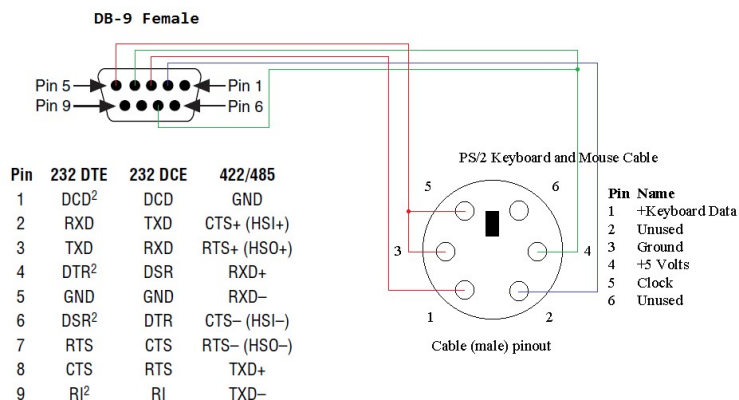 DB-9 Female
Pin 5
Pin 1
Pin 9
Pin 6
Pin 232 DTE 232 DCE 422/485
1 DCD² DCD GND
2 RXD TXD CTS+ (HSI+)
3 TXD RXD RTS+ (HSO+)
4 DTR² DSR RXD+
5 GND GND RXD–
6 DSR² DTR CTS– (HSI–)
7 RTS CTS RTS– (HSO–)
8 CTS RTS TXD+
9 RI² RI TXD–
PS/2 Keyboard and Mouse Cable
5
6
3
4
1
2
Cable (male) pinout
Pin Name
1 +Keyboard Data
2 Unused
3 Ground
4 +5 Volts
5 Clock
6 Unused